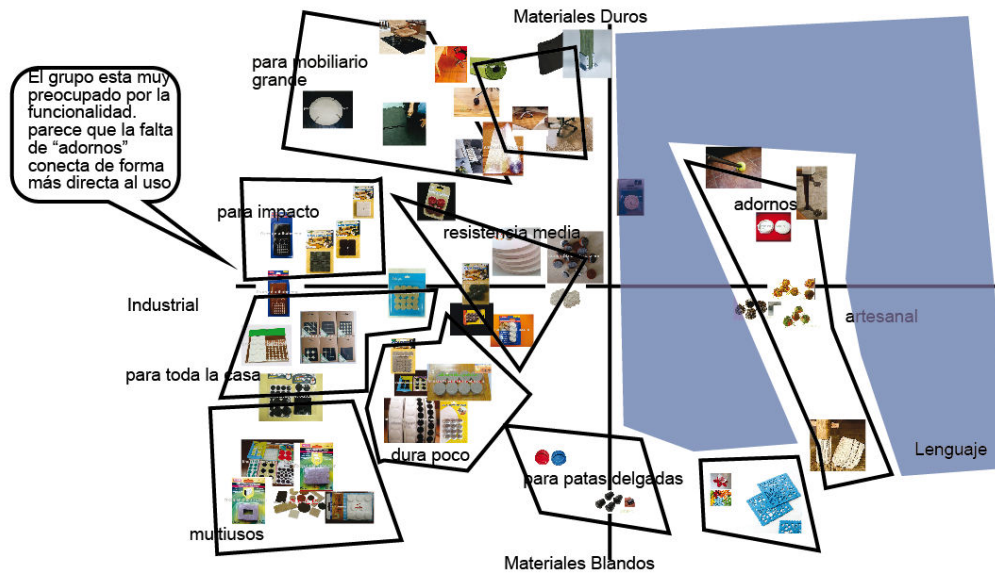 Materiales Duros
para mobiliario
grande
El grupo esta muy
preocupado por la
funcionalidad.
parece que la falta
de “adornos”
conecta de forma
más directa al uso
para impacto
resistencia media
adornos
Industrial
artesanal
para toda la casa
dura poco
Lenguaje
para patas delgadas
multiusos
Materiales Blandos